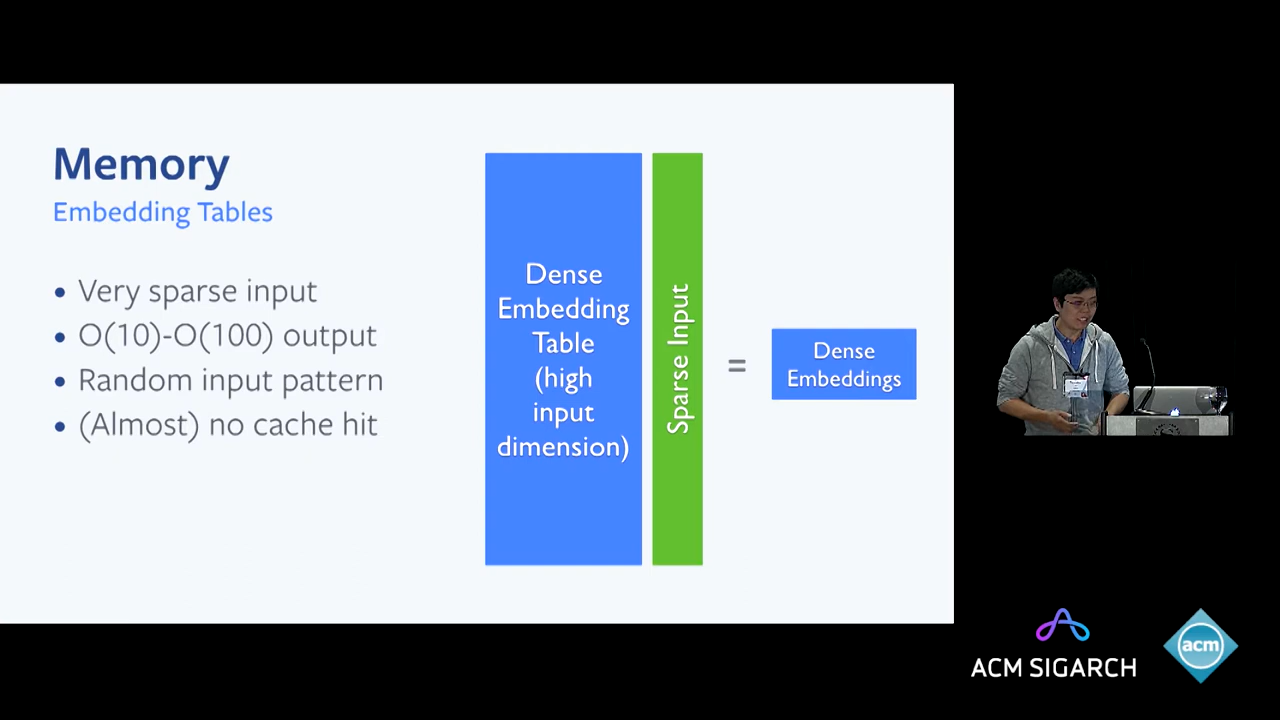 Memory
Embedding Tables
• Very sparse input
• O(10)-O(100) output
• Random input pattern
• (Almost) no cache hit
Dense
Embedding
Table
(high
input
dimension)
Sparse Input
=
Dense
Embeddings
ACM SIGARCH
acm